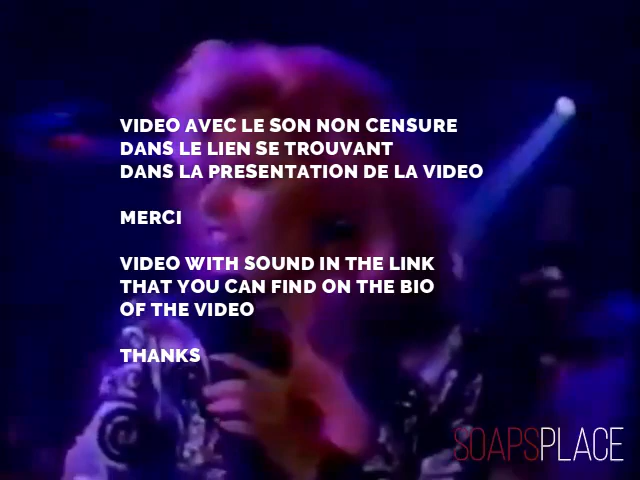 VIDEO AVEC LE SON NON CENSURE
DANS LE LIEN SE TROUVANT
DANS LA PRESENTATION DE LA VIDEO
MERCI
VIDEO WITH SOUND IN THE LINK
THAT YOU CAN FIND ON THE BIO
OF THE VIDEO
THANKS
SOAPSPLACE